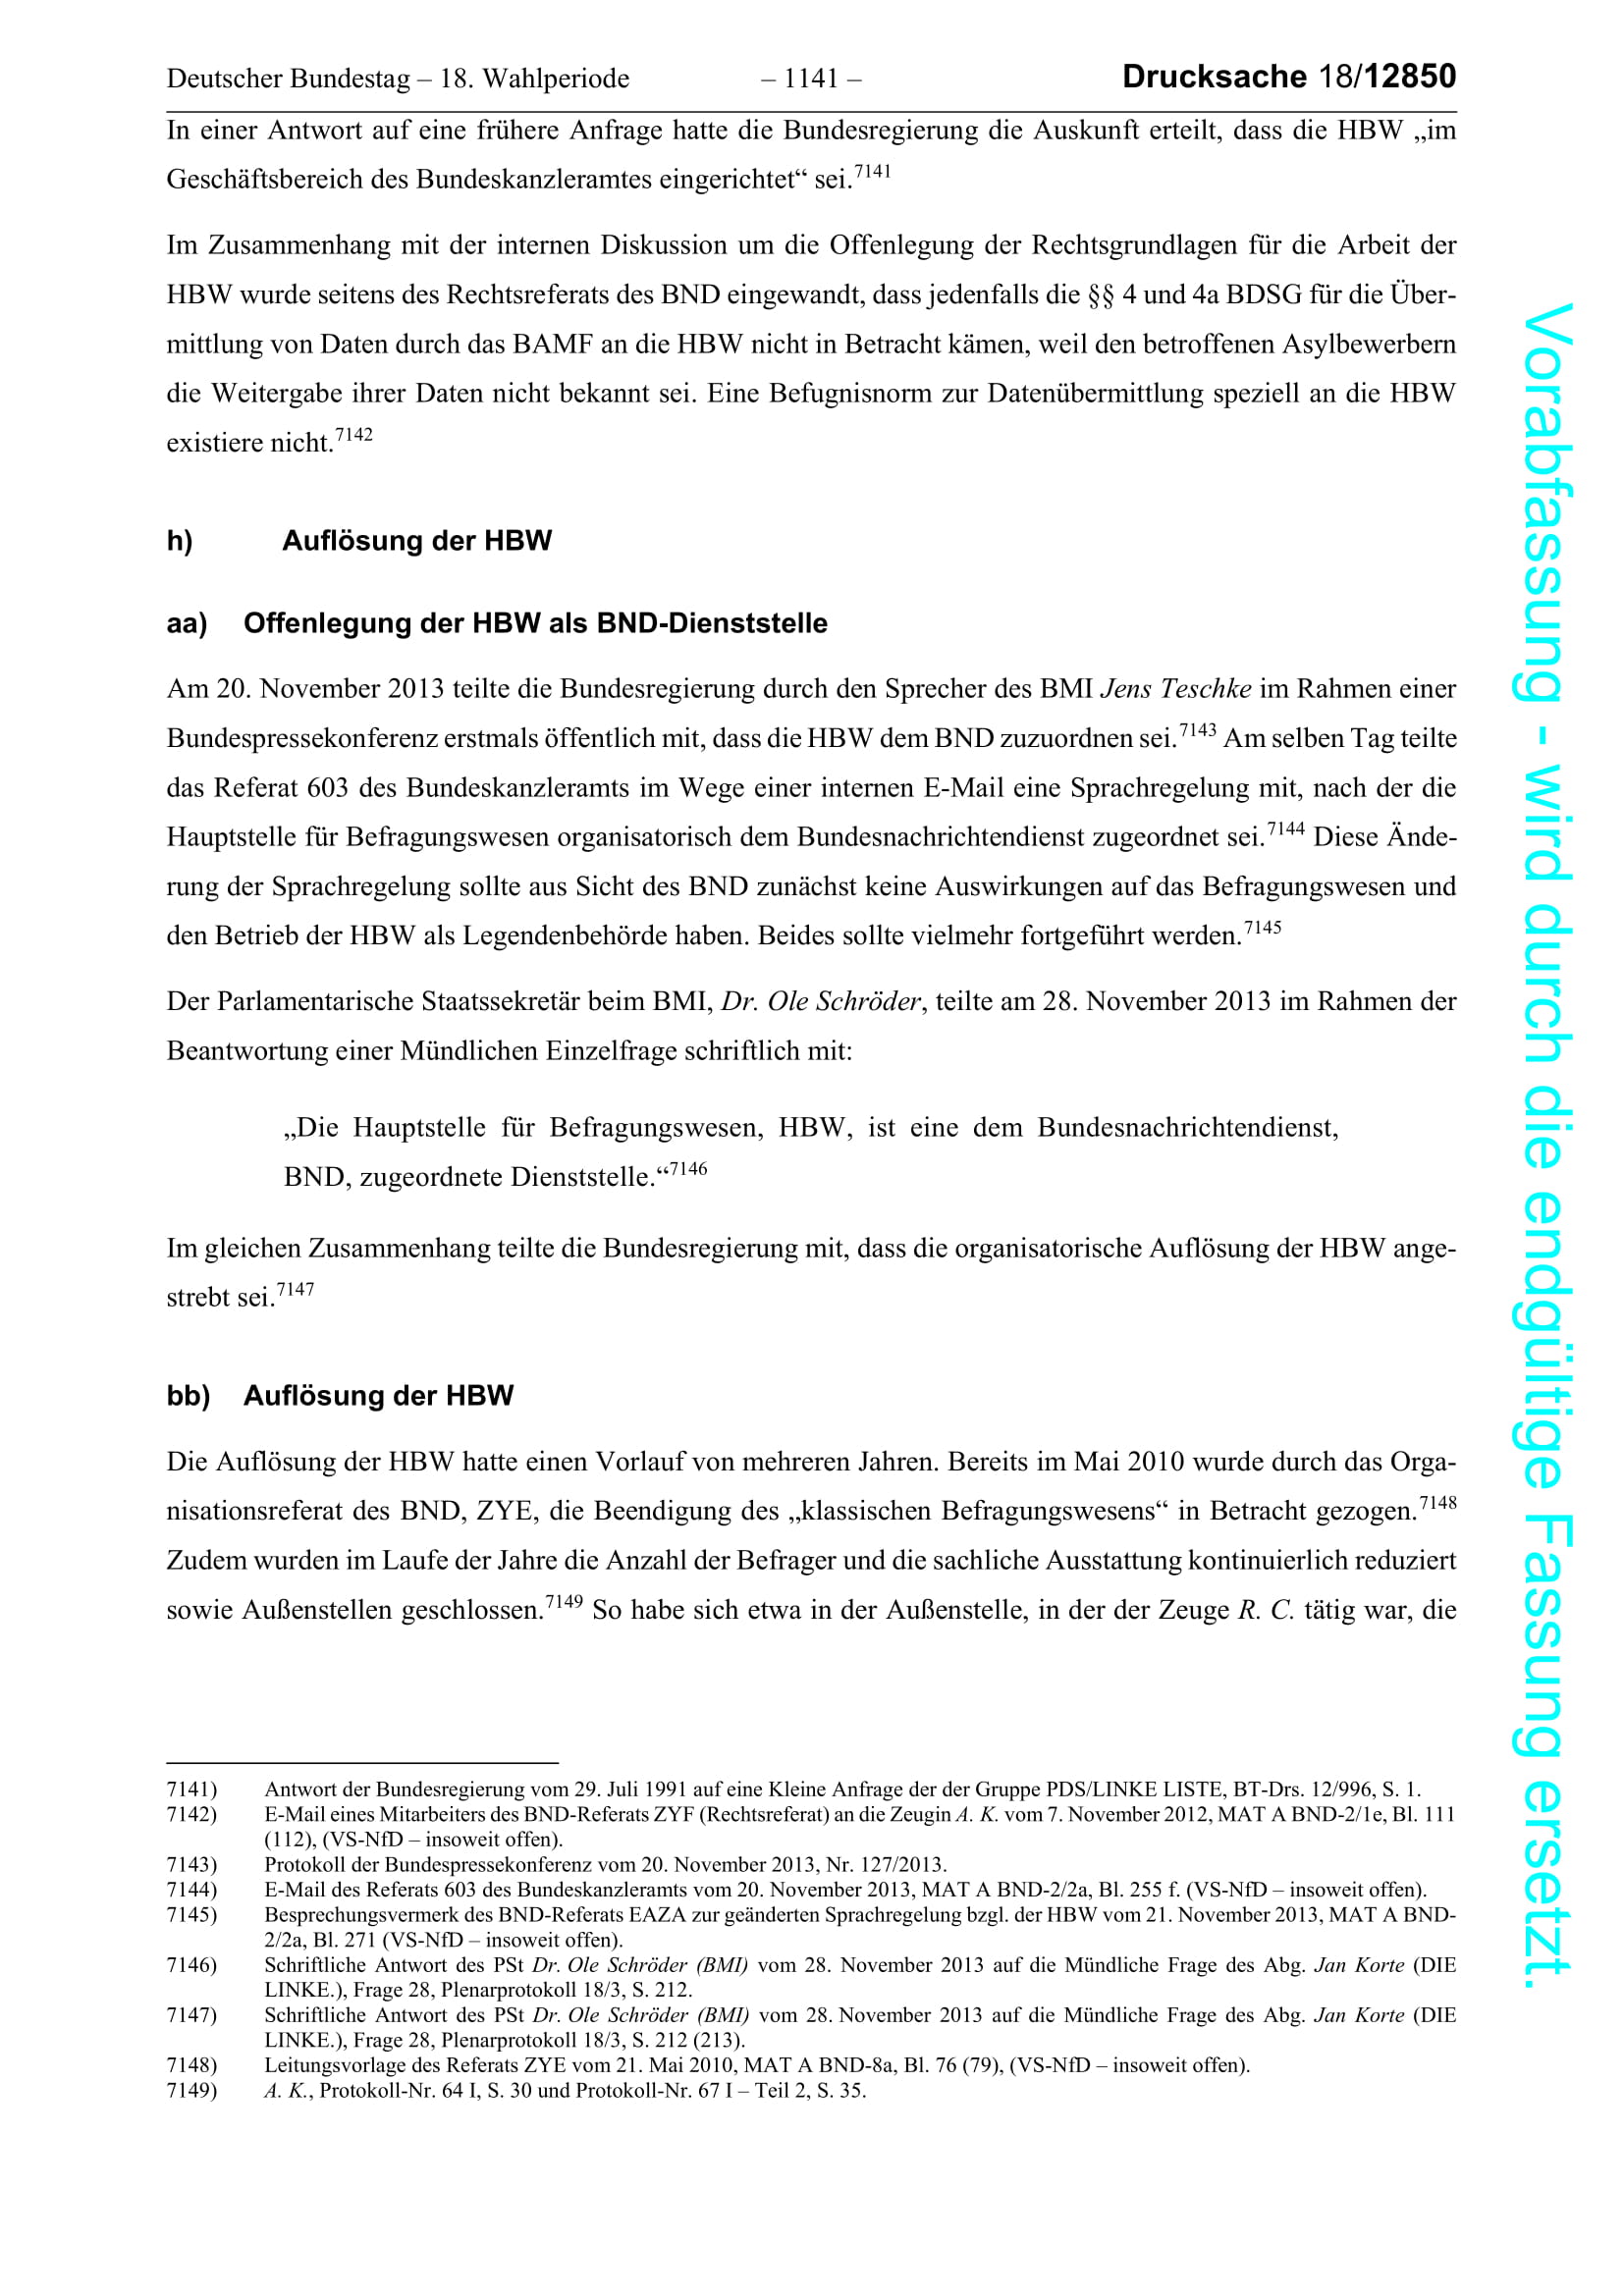 Deutscher Bundestag – 18. Wahlperiode – 1141 – Drucksache 18/12850
In einer Antwort auf eine frühere Anfrage hatte die Bundesregierung die Auskunft erteilt, dass die HBW „im
Geschäftsbereich des Bundeskanzleramtes eingerichtet“ sei.7141
Im Zusammenhang mit der internen Diskussion um die Offenlegung der Rechtsgrundlagen für die Arbeit der
HBW wurde seitens des Rechtsreferats des BND eingewandt, dass jedenfalls die §§ 4 und 4a BDSG für die Über-
mittlung von Daten durch das BAMF an die HBW nicht in Betracht kämen, weil den betroffenen Asylbewerbern
die Weitergabe ihrer Daten nicht bekannt sei. Eine Befugnisnorm zur Datenübermittlung speziell an die HBW
existiere nicht.7142
h) Auflösung der HBW
aa) Offenlegung der HBW als BND-Dienststelle
Am 20. November 2013 teilte die Bundesregierung durch den Sprecher des BMI Jens Teschke im Rahmen einer
Bundespressekonferenz erstmals öffentlich mit, dass die HBW dem BND zuzuordnen sei.7143 Am selben Tag teilte
das Referat 603 des Bundeskanzleramts im Wege einer internen E-Mail eine Sprachregelung mit, nach der die
Hauptstelle für Befragungswesen organisatorisch dem Bundesnachrichtendienst zugeordnet sei.7144 Diese Ände-
rung der Sprachregelung sollte aus Sicht des BND zunächst keine Auswirkungen auf das Befragungswesen und
den Betrieb der HBW als Legendenbehörde haben. Beides sollte vielmehr fortgeführt werden.7145
Der Parlamentarische Staatssekretär beim BMI, Dr. Ole Schröder, teilte am 28. November 2013 im Rahmen der
Beantwortung einer Mündlichen Einzelfrage schriftlich mit:
„Die Hauptstelle für Befragungswesen, HBW, ist eine dem Bundesnachrichtendienst,
BND, zugeordnete Dienststelle.“7146
Im gleichen Zusammenhang teilte die Bundesregierung mit, dass die organisatorische Auflösung der HBW ange-
strebt sei.7147
bb) Auflösung der HBW
Die Auflösung der HBW hatte einen Vorlauf von mehreren Jahren. Bereits im Mai 2010 wurde durch das Orga-
nisationsreferat des BND, ZYE, die Beendigung des „klassischen Befragungswesens“ in Betracht gezogen.7148
Zudem wurden im Laufe der Jahre die Anzahl der Befrager und die sachliche Ausstattung kontinuierlich reduziert
sowie Außenstellen geschlossen.7149 So habe sich etwa in der Außenstelle, in der der Zeuge R. C. tätig war, die
7141) Antwort der Bundesregierung vom 29. Juli 1991 auf eine Kleine Anfrage der der Gruppe PDS/LINKE LISTE, BT-Drs. 12/996, S. 1.
7142) E-Mail eines Mitarbeiters des BND-Referats ZYF (Rechtsreferat) an die Zeugin A. K. vom 7. November 2012, MAT A BND-2/1e, Bl. 111
(112), (VS-NfD – insoweit offen).
7143) Protokoll der Bundespressekonferenz vom 20. November 2013, Nr. 127/2013.
7144) E-Mail des Referats 603 des Bundeskanzleramts vom 20. November 2013, MAT A BND-2/2a, Bl. 255 f. (VS-NfD – insoweit offen).
7145) Besprechungsvermerk des BND-Referats EAZA zur geänderten Sprachregelung bzgl. der HBW vom 21. November 2013, MAT A BND-
2/2a, Bl. 271 (VS-NfD – insoweit offen).
7146) Schriftliche Antwort des PSt Dr. Ole Schröder (BMI) vom 28. November 2013 auf die Mündliche Frage des Abg. Jan Korte (DIE
LINKE.), Frage 28, Plenarprotokoll 18/3, S. 212.
7147) Schriftliche Antwort des PSt Dr. Ole Schröder (BMI) vom 28. November 2013 auf die Mündliche Frage des Abg. Jan Korte (DIE
LINKE.), Frage 28, Plenarprotokoll 18/3, S. 212 (213).
7148) Leitungsvorlage des Referats ZYE vom 21. Mai 2010, MAT A BND-8a, Bl. 76 (79), (VS-NfD – insoweit offen).
7149) A. K., Protokoll-Nr. 64 I, S. 30 und Protokoll-Nr. 67 I – Teil 2, S. 35.
Vorabfassung - wird durch die endgültige Fassung ersetzt.